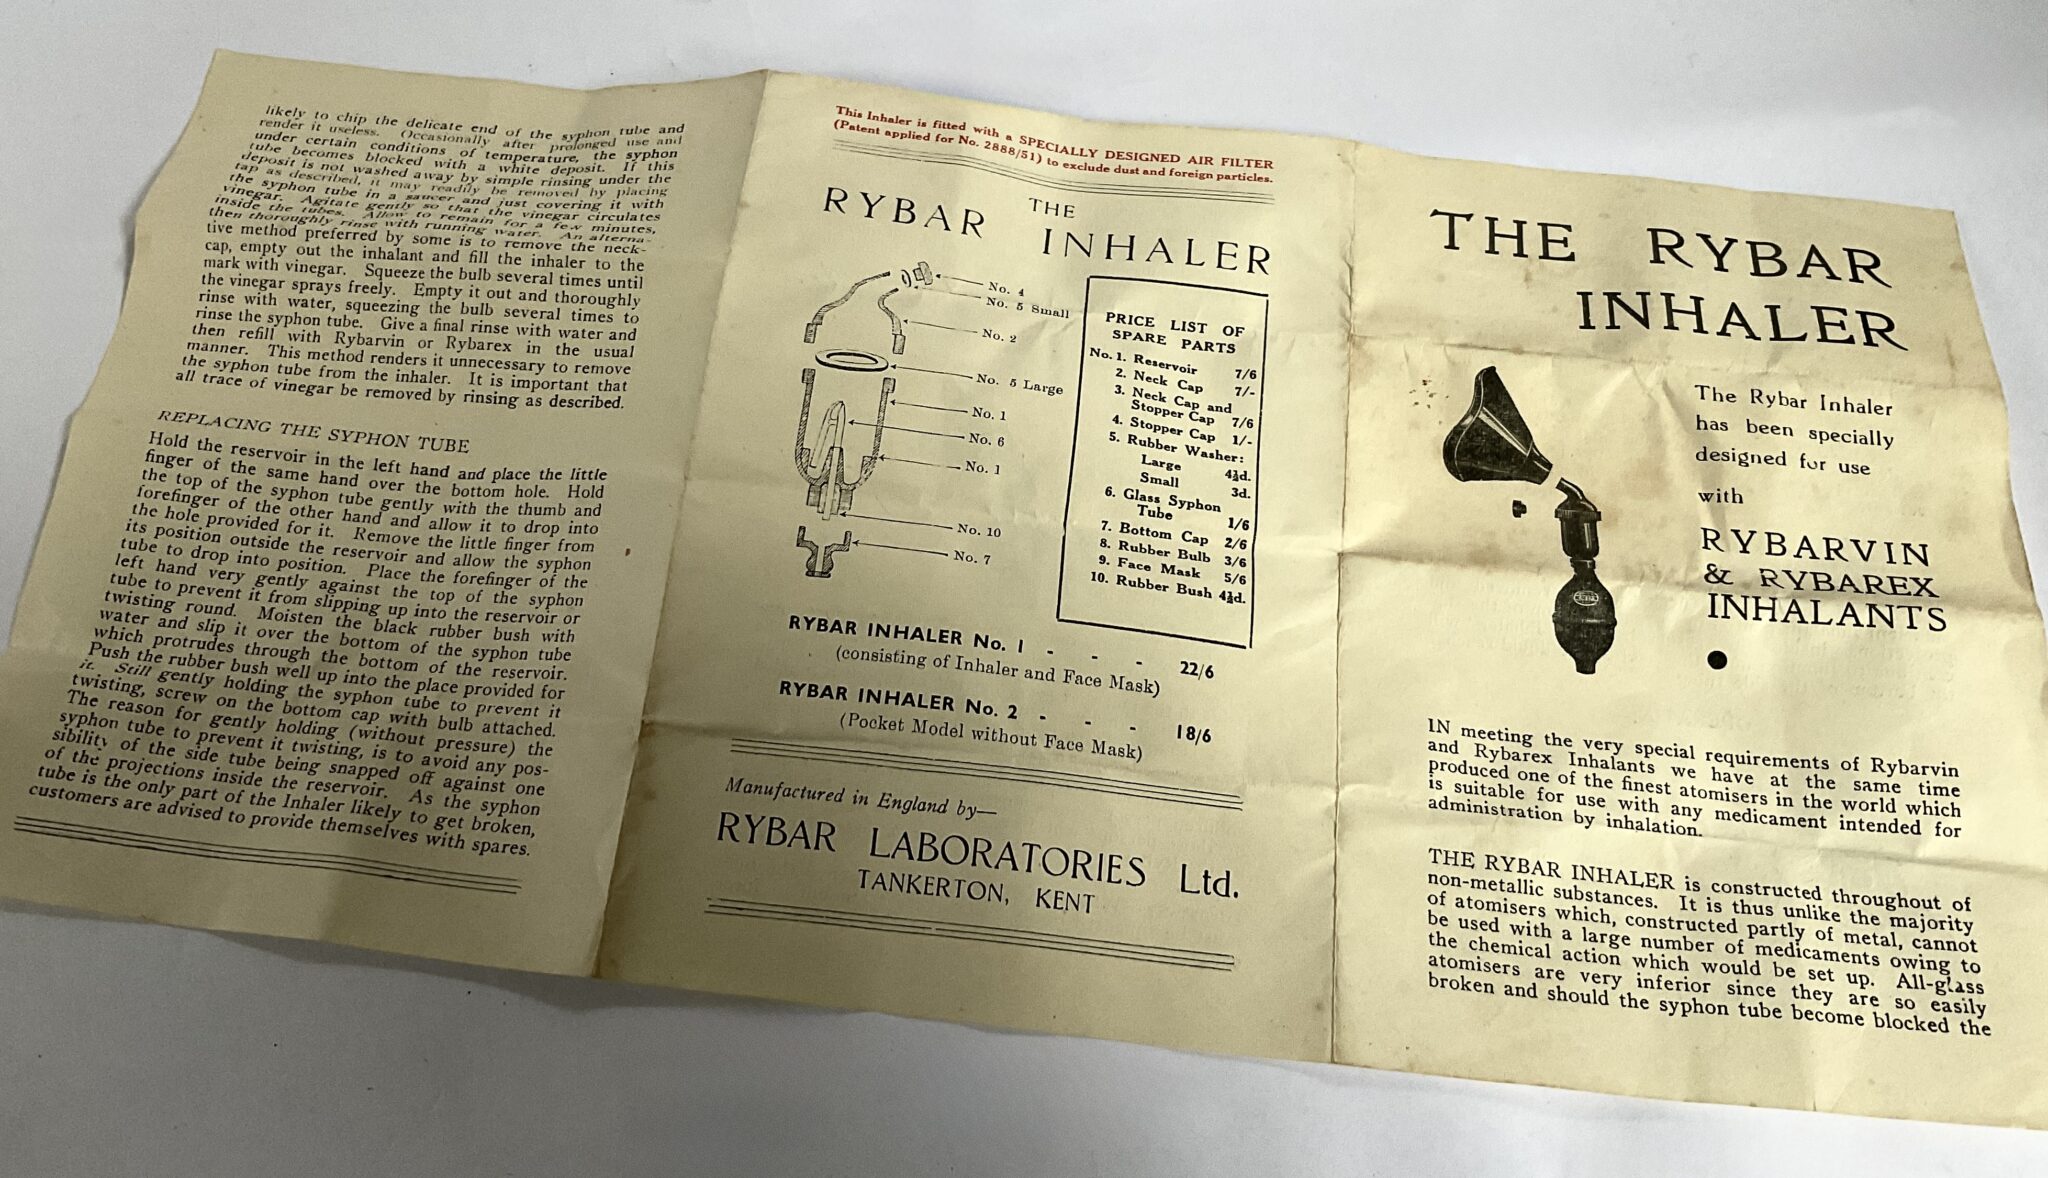 likely to chip the delicate end of the syphon tube and
render it useless. Occasionally after prolonged use and
under certain conditions of temperature, the syphon
tube becomes blocked with a white deposit. If this
deposit is not washed away by simple rinsing under the
tap as described, it may readily be removed by placing
the syphon tube in a saucer and just covering it with
vinegar. Agitate gently so that the vinegar circulates
inside the tubes. Allow to remain for a few minutes,
then thoroughly rinse with running water. An alterna-
tive method preferred by some is to remove the neck-
cap, empty out the inhalant and fill the inhaler to the
mark with vinegar. Squeeze the bulb several times until
the vinegar sprays freely. Empty it out and thoroughly
rinse with water, squeezing the bulb several times to
rinse the syphon tube. Give a final rinse with water and
then refill with Rybarvin or Rybarex in the usual
manner. This method renders it unnecessary to remove
the syphon tube from the inhaler. It is important that
all trace of vinegar be removed by rinsing as described.
REPLACING THE SYPHON TUBE
Hold the reservoir in the left hand and place the little
finger of the same hand over the bottom hole. Hold
the top of the syphon tube gently with the thumb and
forefinger of the other hand and allow it to drop into
the hole provided for it. Remove the little finger from
its position outside the reservoir and allow the syphon
tube to drop into position. Place the forefinger of the
left hand very gently against the top of the syphon
tube to prevent it from slipping up into the reservoir or
twisting round. Moisten the black rubber bush with
water and slip it over the bottom of the syphon tube
which protrudes through the bottom of the reservoir.
Push the rubber bush well up into the place provided for
it. Still gently holding the syphon tube to prevent it
twisting, screw on the bottom cap with bulb attached.
The reason for gently holding (without pressure) the
syphon tube to prevent it twisting, is to avoid any pos-
sibility of the side tube being snapped off against one
of the projections inside the reservoir. As the syphon
tube is the only part of the Inhaler likely to get broken,
customers are advised to provide themselves with spares.
This Inhaler is fitted with a SPECIALLY DESIGNED AIR FILTER
(Patent applied for No. 2888/51) to exclude dust and foreign particles.
THE
RYBAR INHALER
No. 4
No. 5 Small
No. 2
No. 5 Large
No. 1
No. 6
No. 1
No. 10
No. 7
PRICE LIST OF
SPARE PARTS
No. 1. Reservoir 7/6
2. Neck Cap 7/-
3. Neck Cap and
Stopper Cap 7/6
4. Stopper Cap 1/-
5. Rubber Washer:
Large 4½d.
Small 3d.
6. Glass Syphon
Tube 1/6
7. Bottom Cap 2/6
8. Rubber Bulb 3/6
9. Face Mask 5/6
10. Rubber Bush 4½d.
RYBAR INHALER No. 1 - - - 22/6
(consisting of Inhaler and Face Mask)
RYBAR INHALER No. 2 - - - 18/6
(Pocket Model without Face Mask)
Manufactured in England by—
RYBAR LABORATORIES Ltd.
TANKERTON, KENT
THE RYBAR
INHALER
The Rybar Inhaler
has been specially
designed for use
with
RYBARVIN
& RYBAREX
INHALANTS
IN meeting the very special requirements of Rybarvin
and Rybarex Inhalants we have at the same time
produced one of the finest atomisers in the world which
is suitable for use with any medicament intended for
administration by inhalation.
THE RYBAR INHALER is constructed throughout of
non-metallic substances. It is thus unlike the majority
of atomisers which, constructed partly of metal, cannot
be used with a large number of medicaments owing to
the chemical action which would be set up. All-glass
atomisers are very inferior since they are so easily
broken and should the syphon tube become blocked the